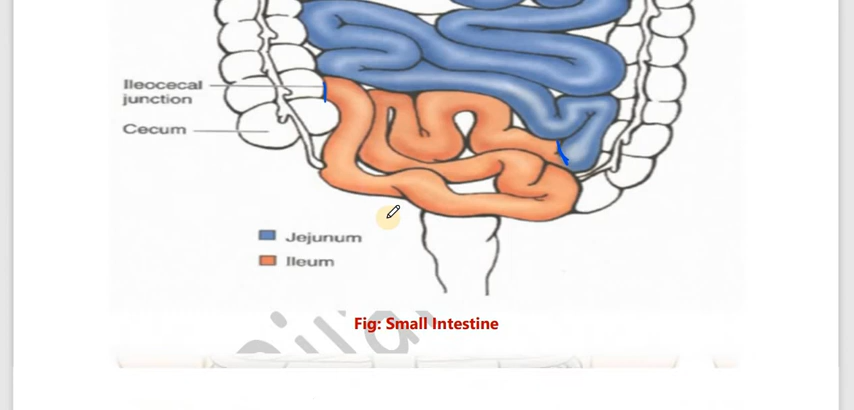 Ileocecal
junction
Cecum
Jejunum
Ileum
Fig: Small Intestine